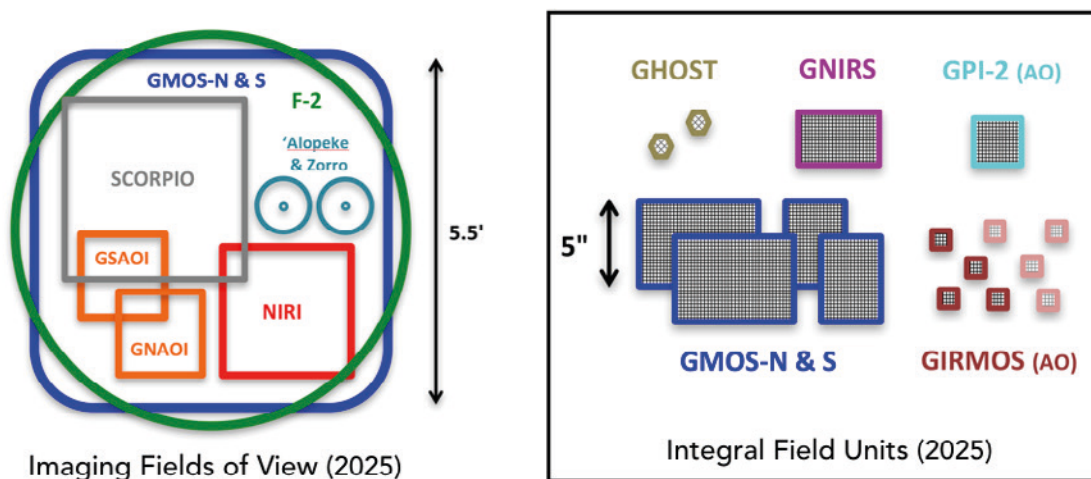 GMOS-N & S
F-2
'Alopeke
& Zorro
SCORPIO
GSAOI
GNAOI
NIRI
5.5'
Imaging Fields of View (2025)
GHOST
GNIRS
GPI-2 (AO)
5"
GMOS-N & S
GIRMOS (AO)
Integral Field Units (2025)